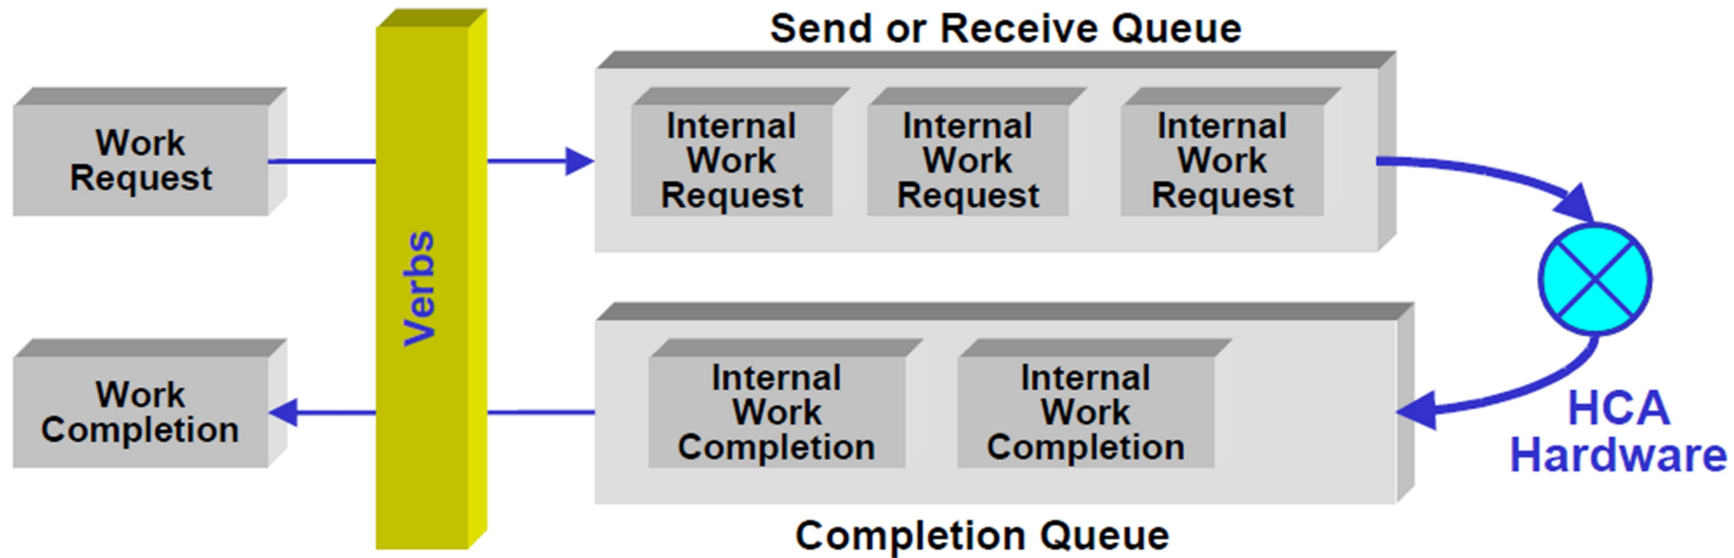 Send or Receive Queue
Work
Request
Internal
Work
Request
Internal
Work
Request
Internal
Work
Request
Verbs
Work
Completion
Internal
Work
Completion
Internal
Work
Completion
HCA
Hardware
Completion Queue